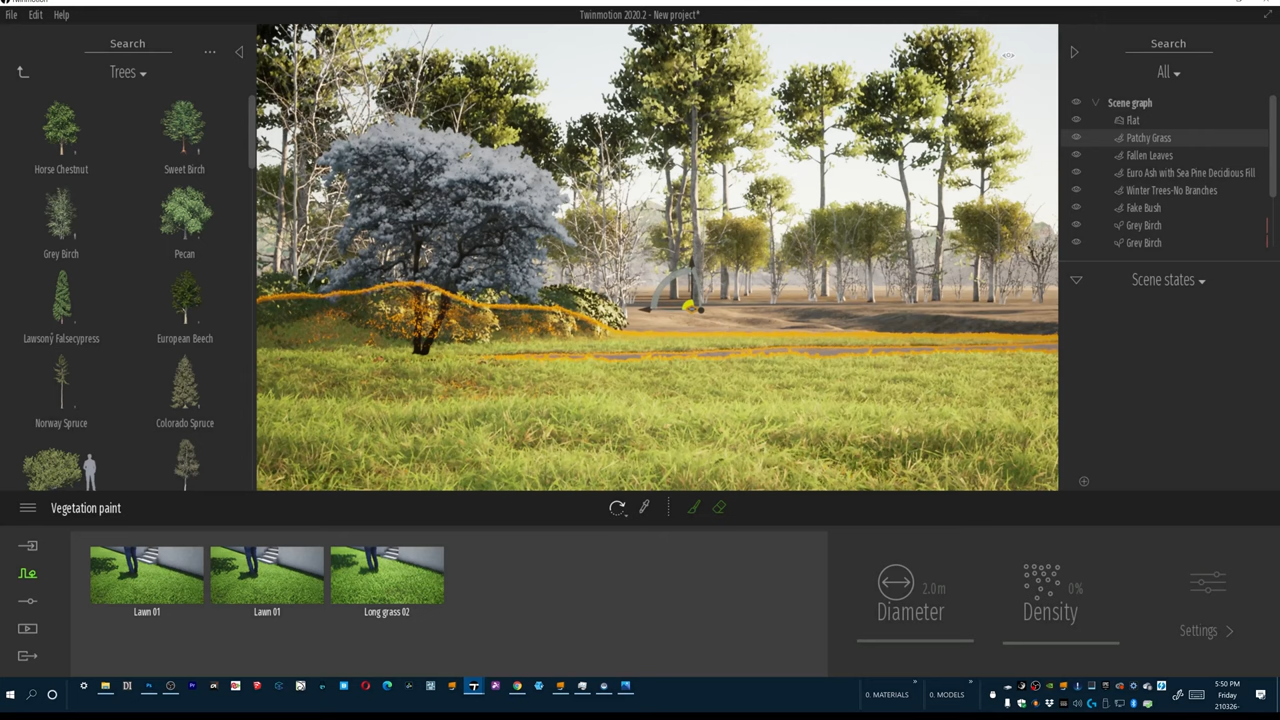 Twinmotion 2020.2 - New project*
File Edit Help
Search
...
Trees
Horse Chestnut
Sweet Birch
Grey Birch
Pecan
Lawsony Falsecypress
European Beech
Norway Spruce
Colorado Spruce
Search
All
Scene graph
Flat
Patchy Grass
Fallen Leaves
Euro Ash with Sea Pine Decidious Fill
Winter Trees-No Branches
Fake Bush
Grey Birch
Grey Birch
Scene states
Vegetation paint
Lawn 01
Lawn 01
Long grass 02
2.0m
Diameter
0%
Density
Settings
0. MATERIALS
0. MODELS
5:50 PM
Friday
210326-